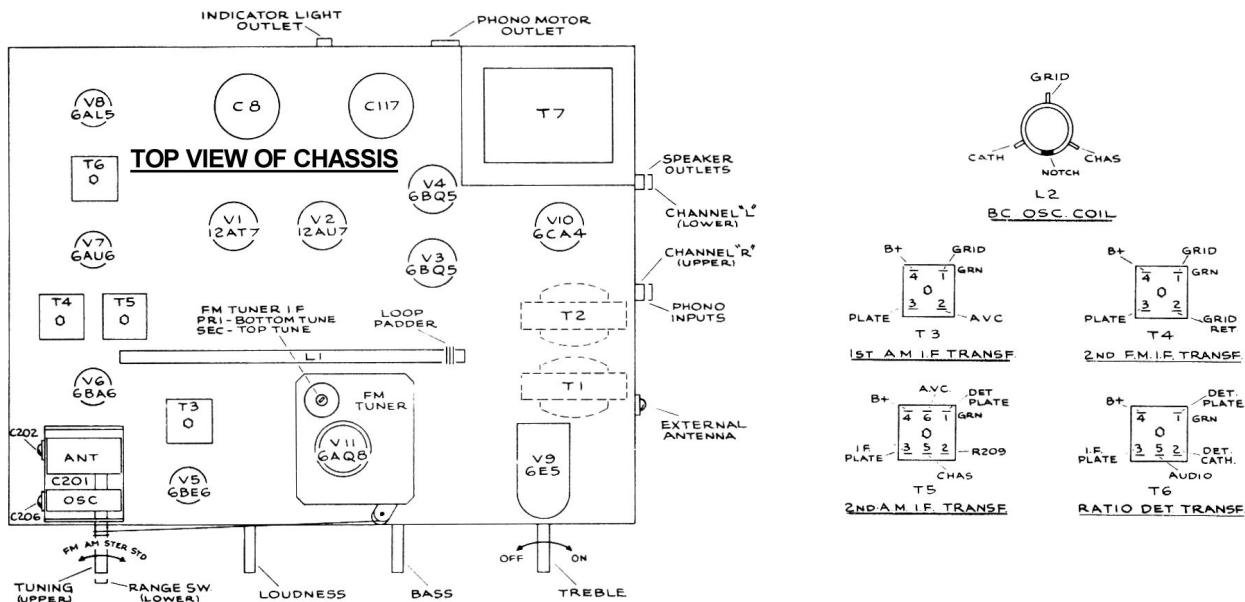 INDICATOR LIGHT
OUTLET
PHONO MOTOR
OUTLET
V8
6AL5
C8
C117
T7
TOP VIEW OF CHASSIS
T6
SPEAKER
OUTLETS
V4
6BQ5
V1
12AT7
V2
12AU7
V10
6CA4
CHANNEL "L"
(LOWER)
V7
6AU6
V3
6BQ5
CHANNEL "R"
(UPPER)
T4
T5
FM TUNER I.F
PRI-BOTTOM TUNE
SEC-TOP TUNE
LOOP
PADDER
T2
PHONO
INPUTS
L1
V6
6BA6
T3
FM
TUNER
T1
EXTERNAL
ANTENNA
C202
ANT
C201
OSC
C206
V5
6BE6
V11
6AQ8
V9
6E5
FM AM STER STD
OFF
ON
TUNING
(UPPER)
RANGE SW.
(LOWER)
LOUDNESS
BASS
TREBLE
GRID
CATH
CHAS
NOTCH
L2
BC OSC. COIL
B+
GRID
4
1
GRN
3
2
PLATE
A.V.C
T3
1ST A M I.F TRANSF.
B+
GRID
4
1
GRN
3
2
PLATE
GRID
RET.
T4
2ND F.M. I.F. TRANSF.
A.V.C.
B+
DET
PLATE
4 6 1
GRN
3 5 2
I.F.
PLATE
R209
CHAS
T5
2ND A M I.F. TRANSF
B+
DET.
PLATE
4
1
GRN
3 5 2
I.F.
PLATE
DET.
CATH.
AUDIO
T6
RATIO DET TRANSF.